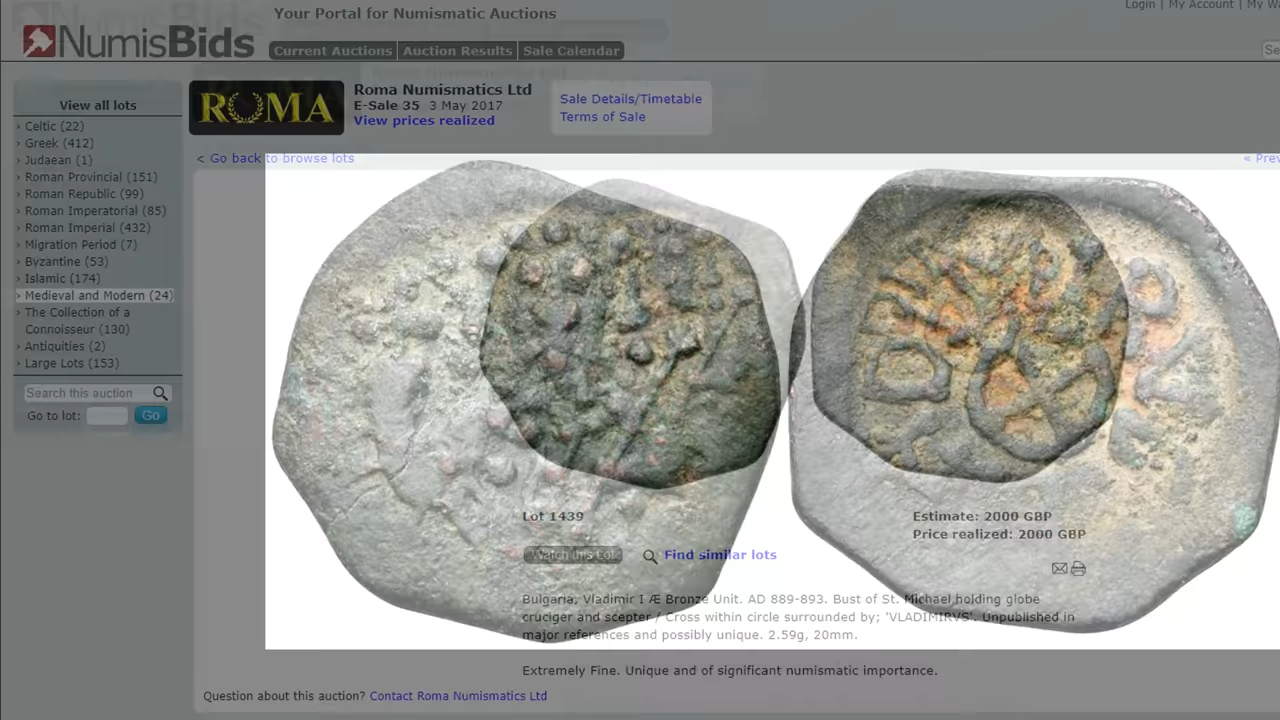 Your Portal for Numismatic Auctions
Login | My Account | My Wa
NumisBids
Current Auctions Auction Results Sale Calendar
Se
View all lots
Celtic (22)
Greek (412)
Judaean (1)
Roman Provincial (151)
Roman Republic (99)
Roman Imperatorial (85)
Roman Imperial (432)
Migration Period (7)
Byzantine (53)
Islamic (174)
Medieval and Modern (24)
The Collection of a
Connoisseur (130)
Antiquities (2)
Large Lots (153)
Search this auction
Go to lot: Go
ROMA
Roma Numismatics Ltd
E-Sale 35 3 May 2017
View prices realized
Sale Details/Timetable
Terms of Sale
< Go back to browse lots
« Prev
Lot 1439
Estimate: 2000 GBP
Price realized: 2000 GBP
Watch this Lot
Find similar lots
Bulgaria, Vladimir I Æ Bronze Unit. AD 889-893. Bust of St. Michael holding globe
cruciger and scepter / Cross within circle surrounded by; 'VLADIMIRVS'. Unpublished in
major references and possibly unique. 2.59g, 20mm.
Extremely Fine. Unique and of significant numismatic importance.
Question about this auction? Contact Roma Numismatics Ltd